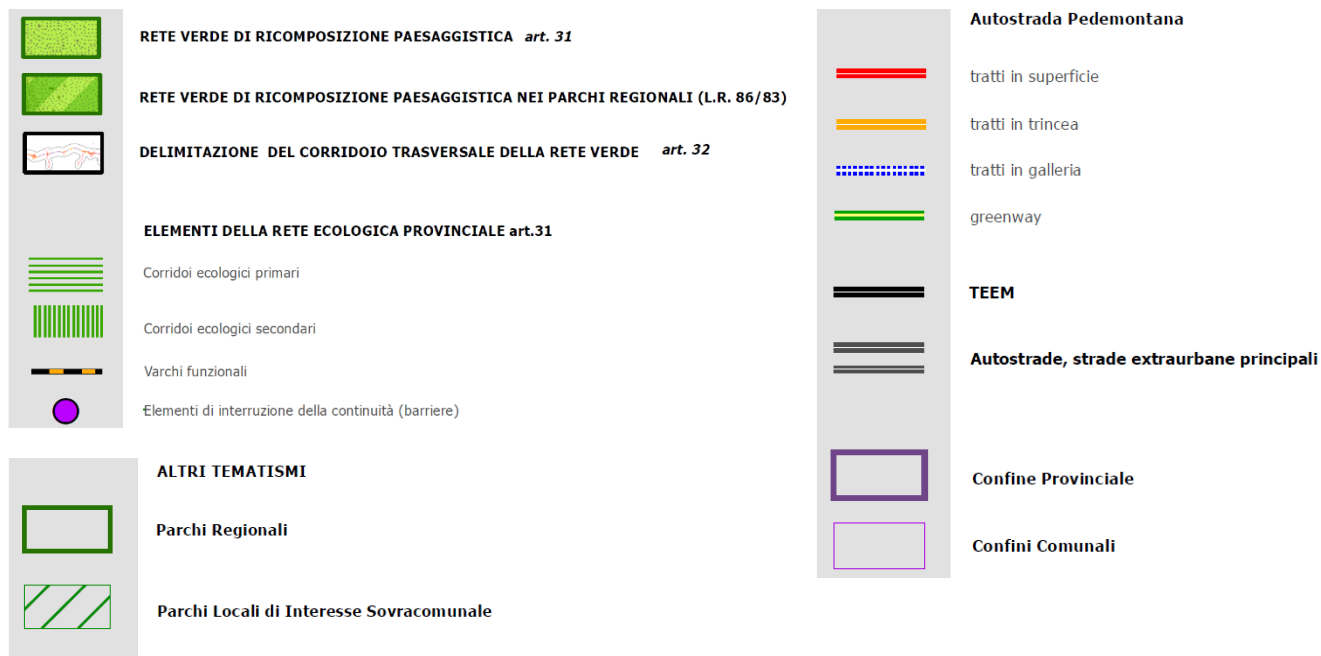 RETE VERDE DI RICOMPOSIZIONE PAESAGGISTICA art. 31
RETE VERDE DI RICOMPOSIZIONE PAESAGGISTICA NEI PARCHI REGIONALI (L.R. 86/83)
DELIMITAZIONE DEL CORRIDOIO TRASVERSALE DELLA RETE VERDE art. 32
ELEMENTI DELLA RETE ECOLOGICA PROVINCIALE art.31
Corridoi ecologici primari
Corridoi ecologici secondari
Varchi funzionali
Elementi di interruzione della continuità (barriere)
ALTRI TEMATISMI
Parchi Regionali
Parchi Locali di Interesse Sovracomunale
Autostrada Pedemontana
tratti in superficie
tratti in trincea
tratti in galleria
greenway
TEEM
Autostrade, strade extraurbane principali
Confine Provinciale
Confini Comunali